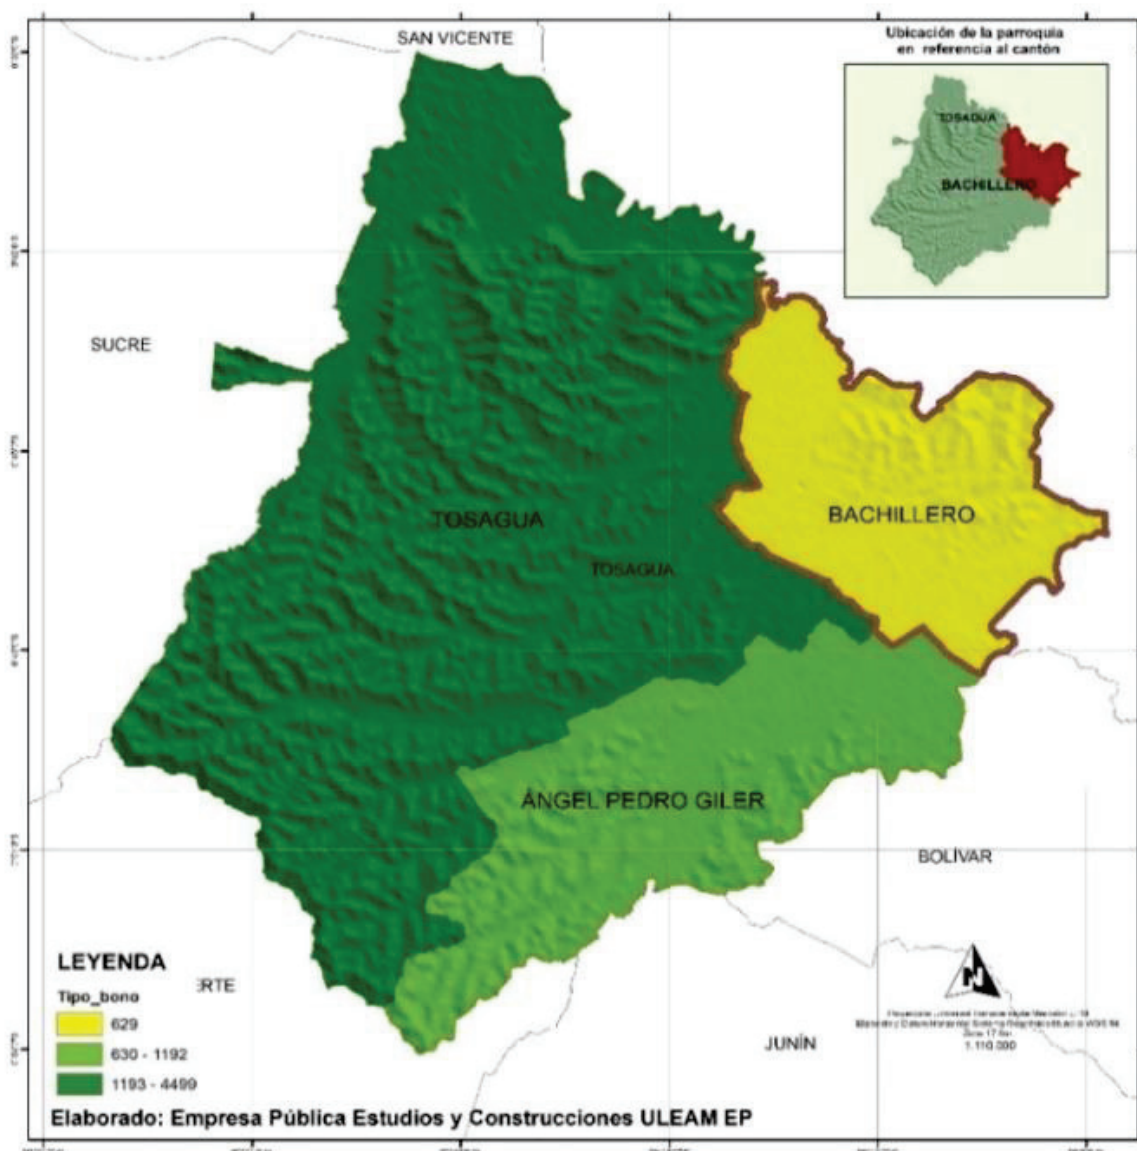 SAN VICENTE
Ubicación de la parroquia
en referencia al cantón
TOSAGUA
BACHILLERO
SUCRE
TOSAGUA
BACHILLERO
TOSAGUA
ÁNGEL PEDRO GILER
BOLÍVAR
LEYENDA
ERTE
Tipo_bono
629
630 - 1192
1193 - 4499
N
JUNÍN
1:110.000
Elaborado: Empresa Pública Estudios y Construcciones ULEAM EP